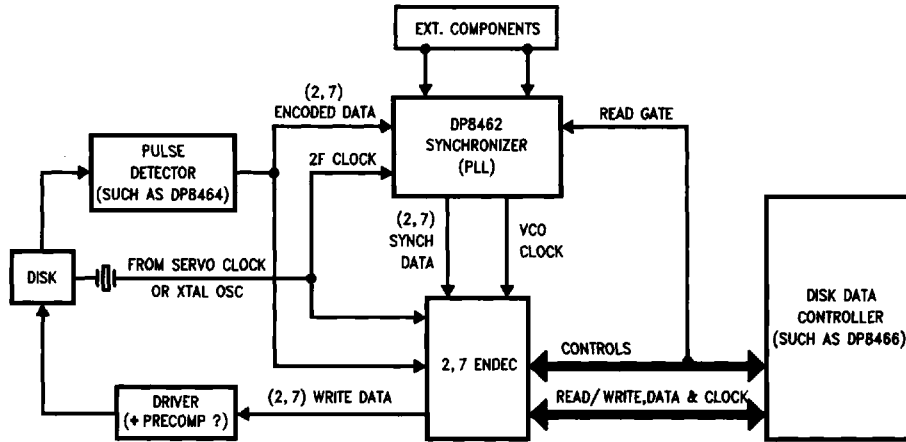 EXT. COMPONENTS
(2, 7)
ENCODED DATA
DP8462
SYNCHRONIZER
(PLL)
READ GATE
PULSE
DETECTOR
(SUCH AS DP8464)
2F CLOCK
(2, 7)
SYNCH
DATA
VCO
CLOCK
DISK
FROM SERVO CLOCK
OR XTAL OSC
DISK DATA
CONTROLLER
(SUCH AS DP8466)
2, 7 ENDEC
CONTROLS
DRIVER
(+ PRECOMP ?)
(2, 7) WRITE DATA
READ/WRITE,DATA & CLOCK